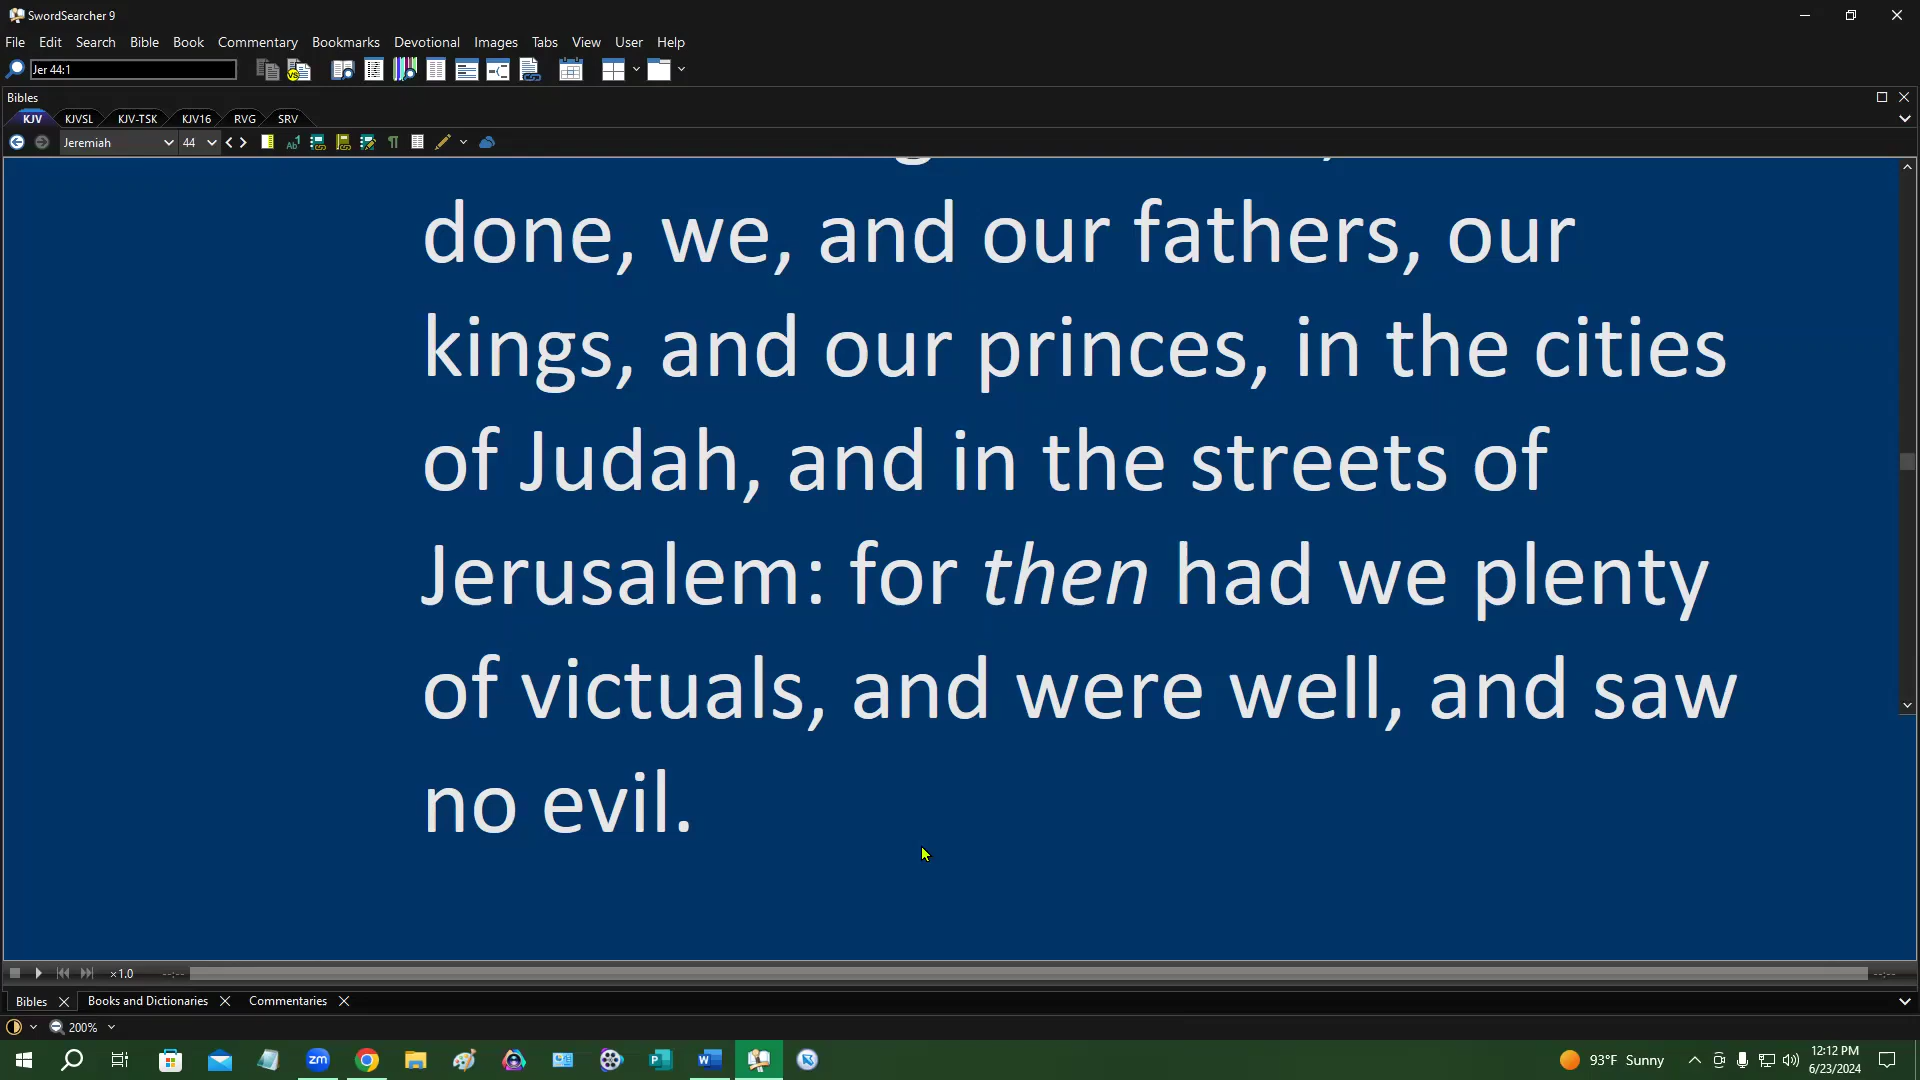 SwordSearcher 9
File Edit Search Bible Book Commentary Bookmarks Devotional Images Tabs View User Help
Jer 44:1
Bibles
KJV KJVSL KJV-TSK KJV16 RVG SRV
Jeremiah 44
done, we, and our fathers, our
kings, and our princes, in the cities
of Judah, and in the streets of
Jerusalem: for then had we plenty
of victuals, and were well, and saw
no evil.
×1.0 --:-- --:--
Bibles Books and Dictionaries Commentaries
200%
zm
93°F Sunny
12:12 PM
6/23/2024